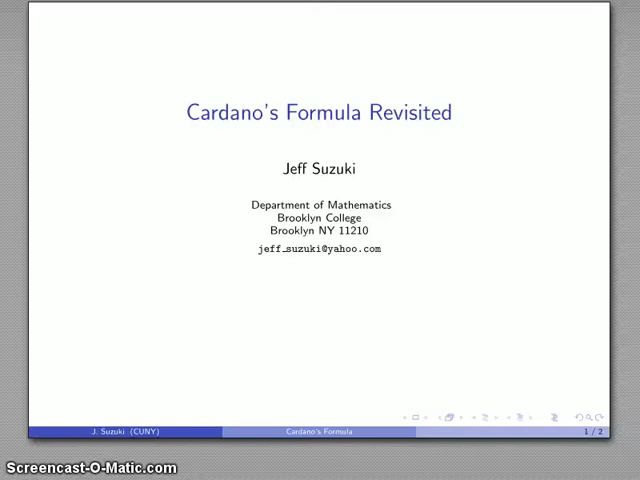 Cardano's Formula Revisited
Jeff Suzuki
Department of Mathematics
Brooklyn College
Brooklyn NY 11210
jeff_suzuki@yahoo.com
J. Suzuki (CUNY)
Cardano's Formula
1 / 2
Screencast-O-Matic.com